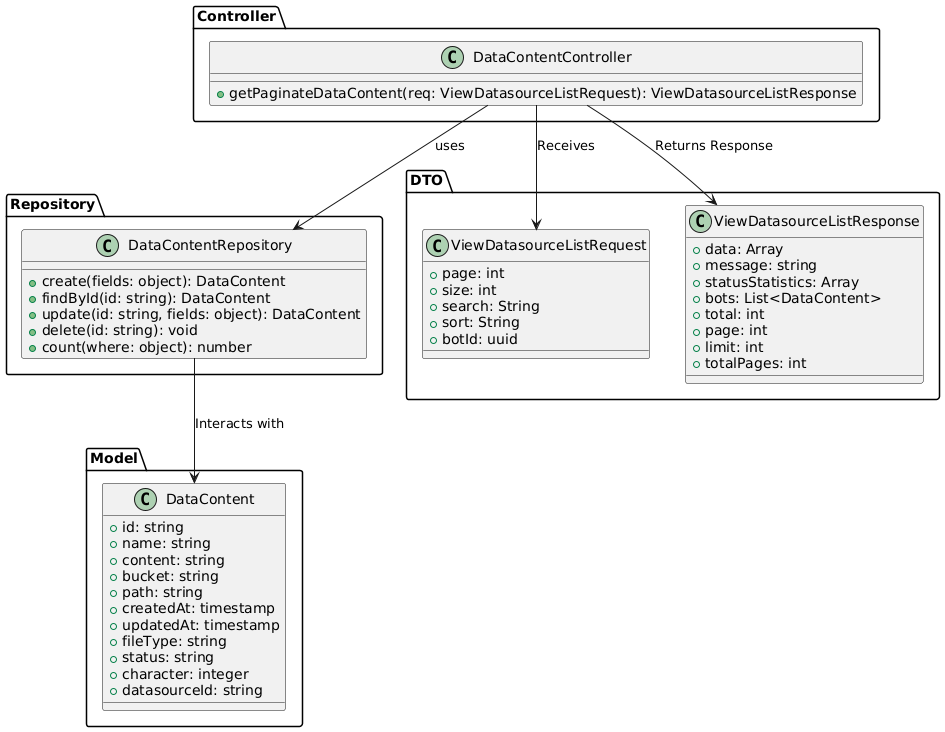 Controller
C DataContentController
getPaginateDataContent(req: ViewDatasourceListRequest): ViewDatasourceListResponse
uses
Receives
Returns Response
Repository
C DataContentRepository
create(fields: object): DataContent
findById(id: string): DataContent
update(id: string, fields: object): DataContent
delete(id: string): void
count(where: object): number
DTO
C ViewDatasourceListRequest
page: int
size: int
search: String
sort: String
botId: uuid
C ViewDatasourceListResponse
data: Array
message: string
statusStatistics: Array
bots: List<DataContent>
total: int
page: int
limit: int
totalPages: int
Interacts with
Model
C DataContent
id: string
name: string
content: string
bucket: string
path: string
createdAt: timestamp
updatedAt: timestamp
fileType: string
status: string
character: integer
datasourceId: string